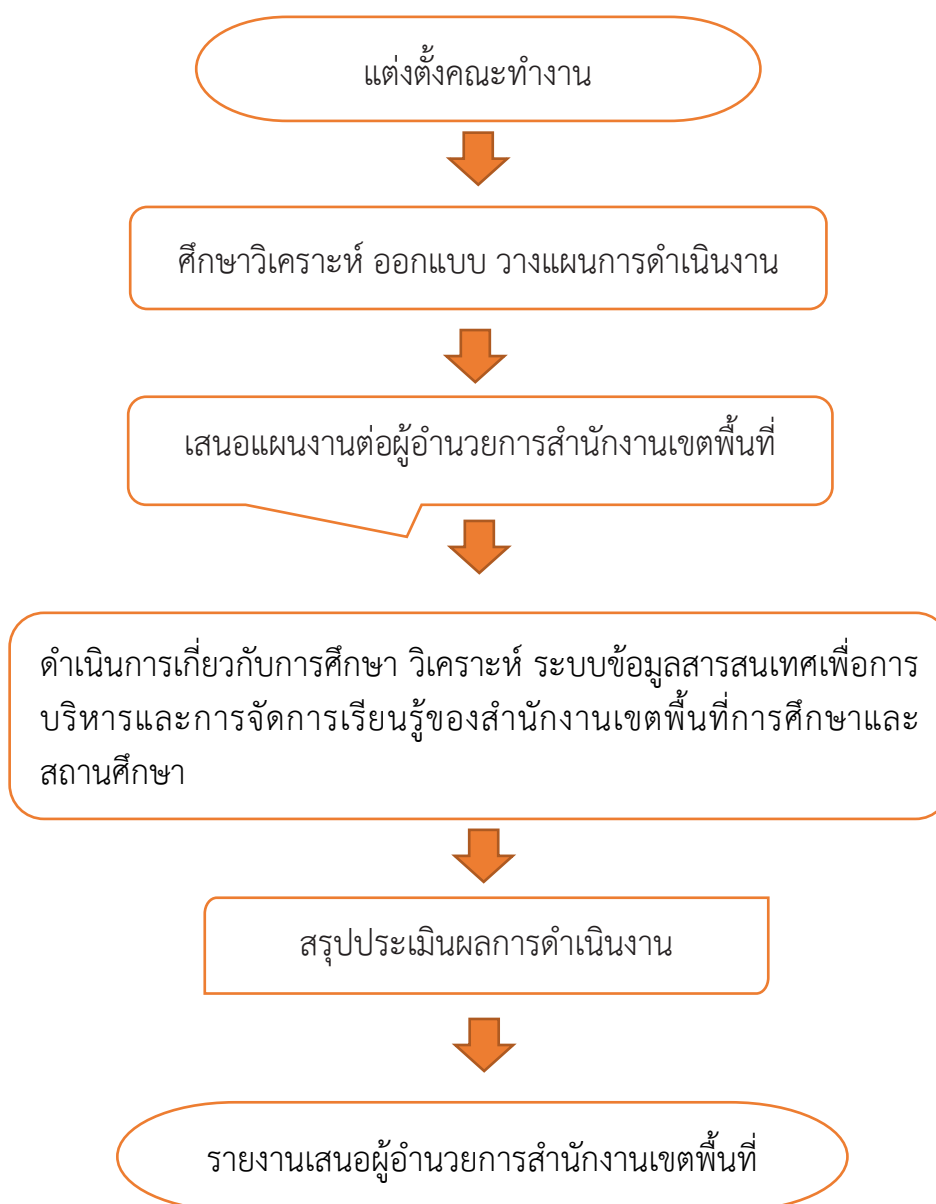 แต่งตั้งคณะทำงาน
ศึกษาวิเคราะห์ ออกแบบ วางแผนการดำเนินงาน
เสนอแผนงานต่อผู้อำนวยการสำนักงานเขตพื้นที่
ดำเนินการเกี่ยวกับการศึกษา วิเคราะห์ ระบบข้อมูลสารสนเทศเพื่อการ
บริหารและการจัดการเรียนรู้ของสำนักงานเขตพื้นที่การศึกษาและ
สถานศึกษา
สรุปประเมินผลการดำเนินงาน
รายงานเสนอผู้อำนวยการสำนักงานเขตพื้นที่